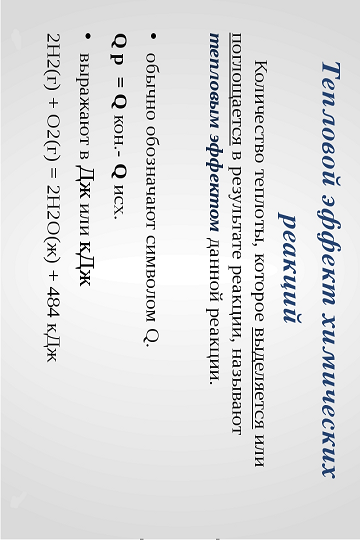 Тепловой эффект химических
реакций
Количество теплоты, которое выделяется или
поглощается в результате реакции, называют
тепловым эффектом данной реакции.
• обычно обозначают символом Q.
Q р = Q кон.- Q исх.
• выражают в Дж или кДж
2H2(г) + O2(г) = 2H2O(ж) + 484 кДж